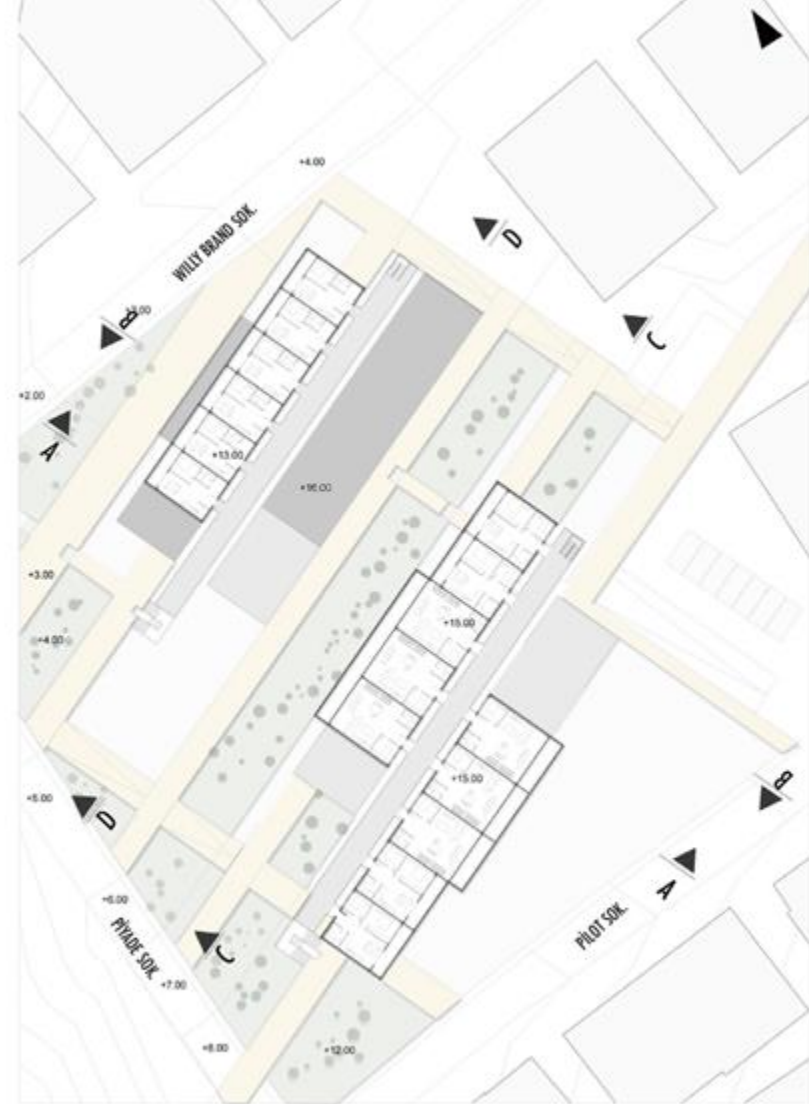 +4.00
D
WILLY BRAND SOK.
B
C
+2.00
A
+13.00
+16.00
+3.00
+15.00
+4.00
+15.00
B
+5.00
D
A
+6.00
PİLOT SOK.
PİYADE SOK.
C
+7.00
+8.00
+12.00